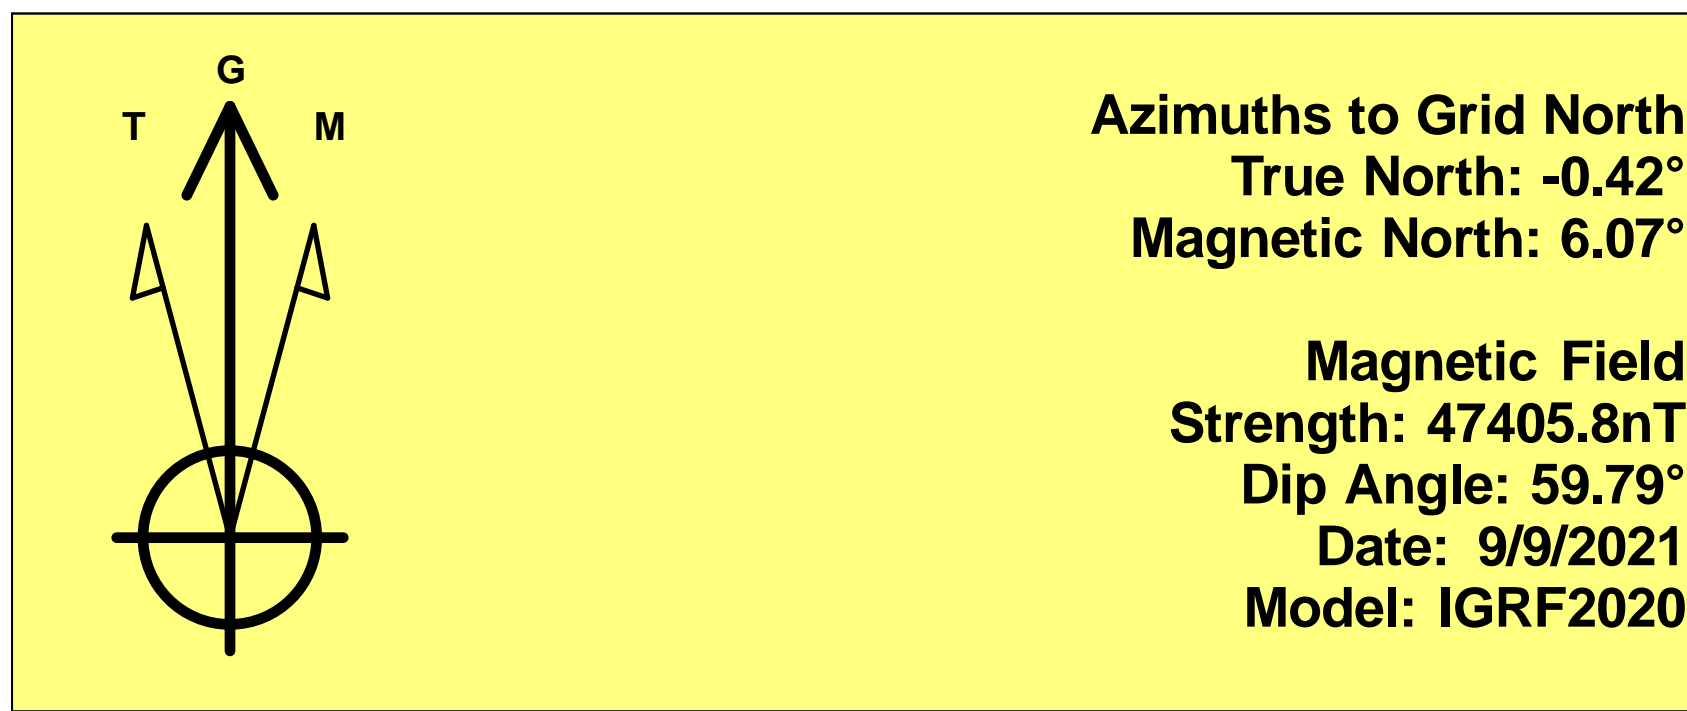 G
T M
Azimuths to Grid North
True North: -0.42°
Magnetic North: 6.07°
Magnetic Field
Strength: 47405.8nT
Dip Angle: 59.79°
Date: 9/9/2021
Model: IGRF2020